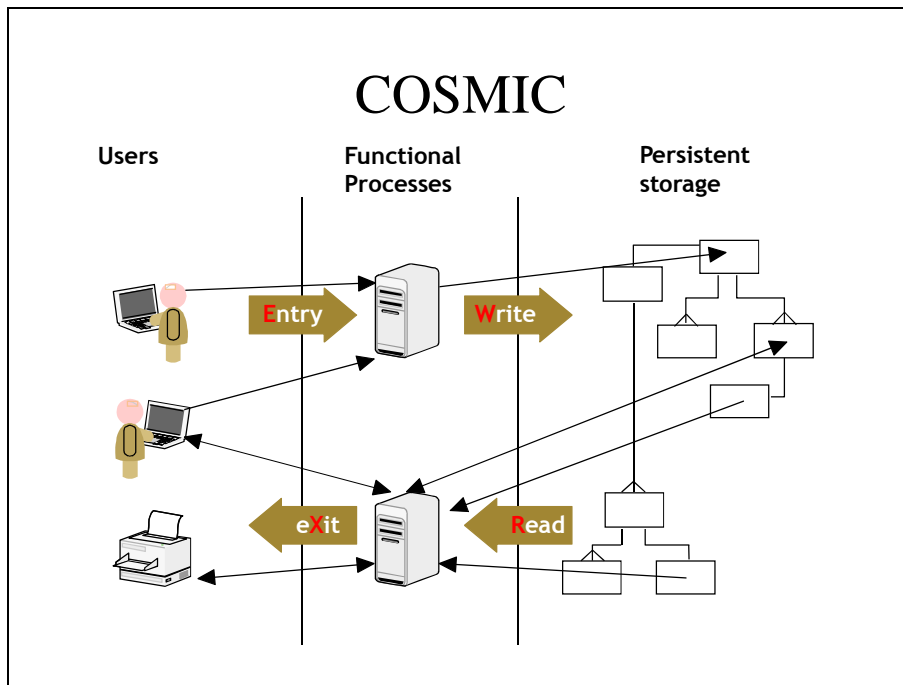 COSMIC
Users
Functional
Processes
Persistent
storage
Entry
Write
eXit
Read